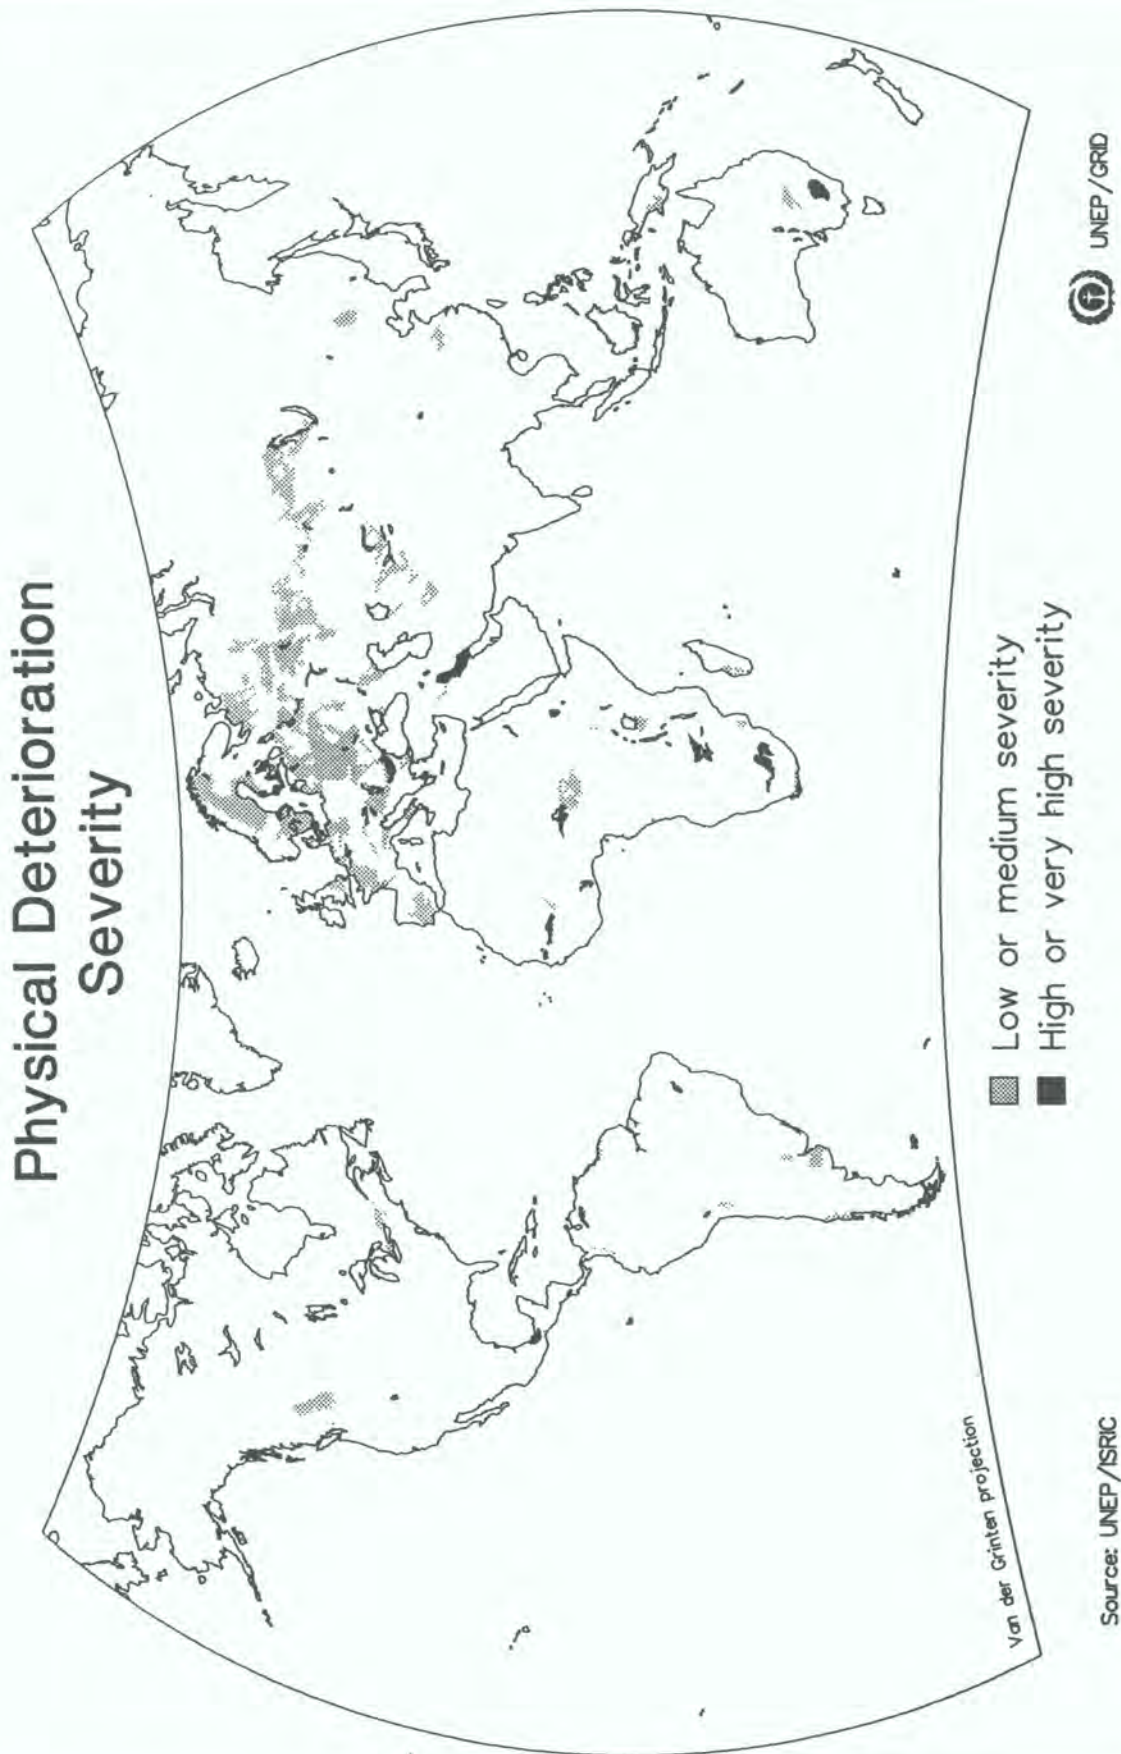 Physical Deterioration
Severity
Low or medium severity
High or very high severity
Van der Grinten projection
Source: UNEP/ISRIC
UNEP/GRID